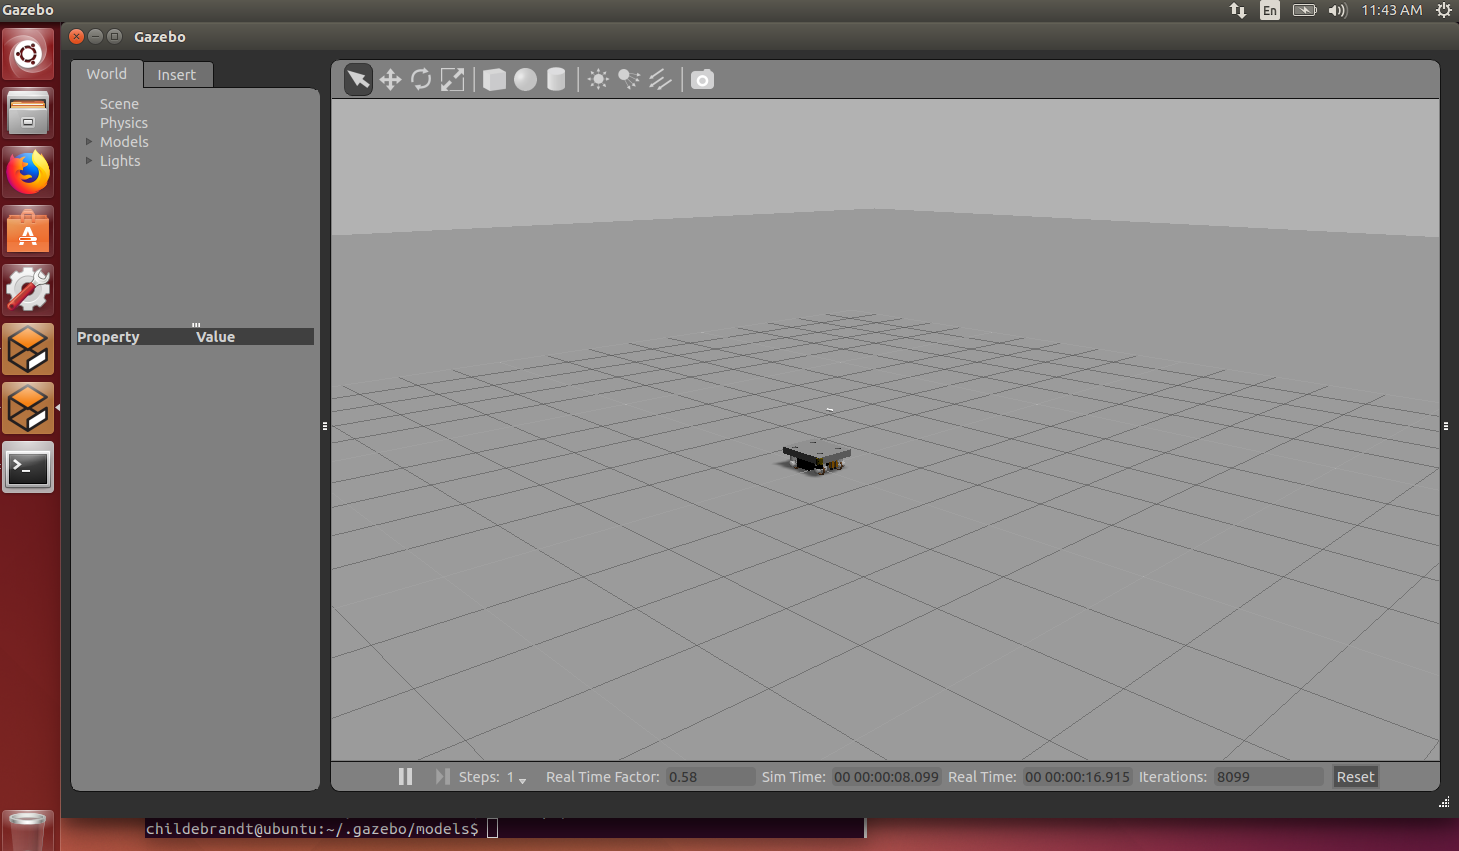 Gazebo
En
11:43 AM
Gazebo
World
Insert
Scene
Physics
Models
Lights
Property Value
Steps: 1 Real Time Factor: 0.58 Sim Time: 00 00:00:08.099 Real Time: 00 00:00:16.915 Iterations: 8099 Reset
childebrandt@ubuntu:~/.gazebo/models$